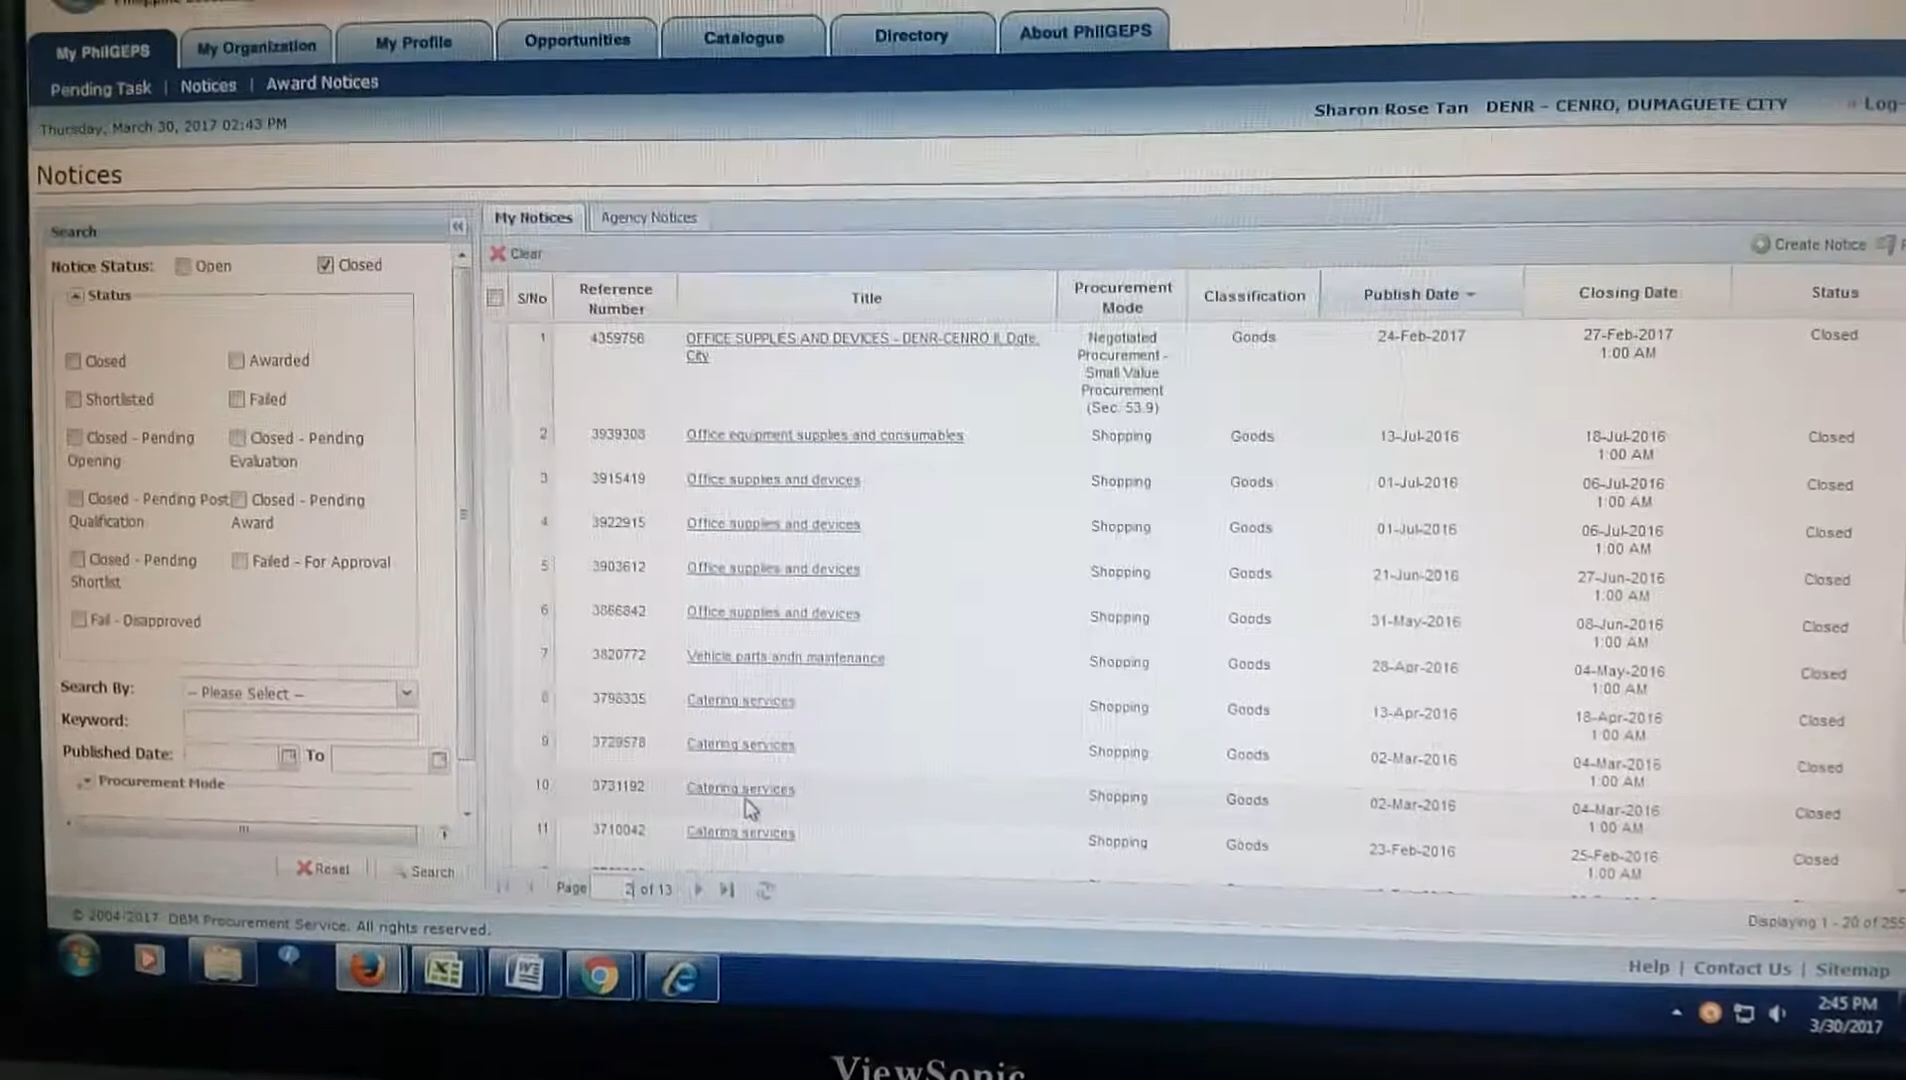 My PhilGEPS My Organization My Profile Opportunities Catalogue Directory About PhilGEPS
Pending Task | Notices | Award Notices
Sharon Rose Tan DENR - CENRO, DUMAGUETE CITY » Log-
Thursday, March 30, 2017 02:43 PM
Notices
Search
Notice Status: Open Closed
Status
Closed Awarded
Shortlisted Failed
Closed - Pending Closed - Pending
Opening Evaluation
Closed - Pending Post Closed - Pending
Qualification Award
Closed - Pending Failed - For Approval
Shortlist
Fail - Disapproved
Search By: -- Please Select --
Keyword:
Published Date: To
Procurement Mode
Reset Search
My Notices Agency Notices
Clear Create Notice
S/No Reference Number Title Procurement Mode Classification Publish Date Closing Date Status
1 4359756 OFFICE SUPPLIES AND DEVICES - DENR-CENRO II, Dgte. City Negotiated Procurement - Small Value Procurement (Sec. 53.9) Goods 24-Feb-2017 27-Feb-2017 1:00 AM Closed
2 3939308 Office equipment supplies and consumables Shopping Goods 13-Jul-2016 18-Jul-2016 1:00 AM Closed
3 3915419 Office supplies and devices Shopping Goods 01-Jul-2016 06-Jul-2016 1:00 AM Closed
4 3922915 Office supplies and devices Shopping Goods 01-Jul-2016 06-Jul-2016 1:00 AM Closed
5 3903612 Office supplies and devices Shopping Goods 21-Jun-2016 27-Jun-2016 1:00 AM Closed
6 3866842 Office supplies and devices Shopping Goods 31-May-2016 08-Jun-2016 1:00 AM Closed
7 3820772 Vehicle parts andn maintenance Shopping Goods 28-Apr-2016 04-May-2016 1:00 AM Closed
8 3798335 Catering services Shopping Goods 13-Apr-2016 18-Apr-2016 1:00 AM Closed
9 3729578 Catering services Shopping Goods 02-Mar-2016 04-Mar-2016 1:00 AM Closed
10 3731192 Catering services Shopping Goods 02-Mar-2016 04-Mar-2016 1:00 AM Closed
11 3710042 Catering services Shopping Goods 23-Feb-2016 25-Feb-2016 1:00 AM Closed
Page 2 of 13
Displaying 1 - 20 of 255
© 2004-2017 DBM Procurement Service. All rights reserved.
Help | Contact Us | Sitemap
2:45 PM
3/30/2017
ViewSonic